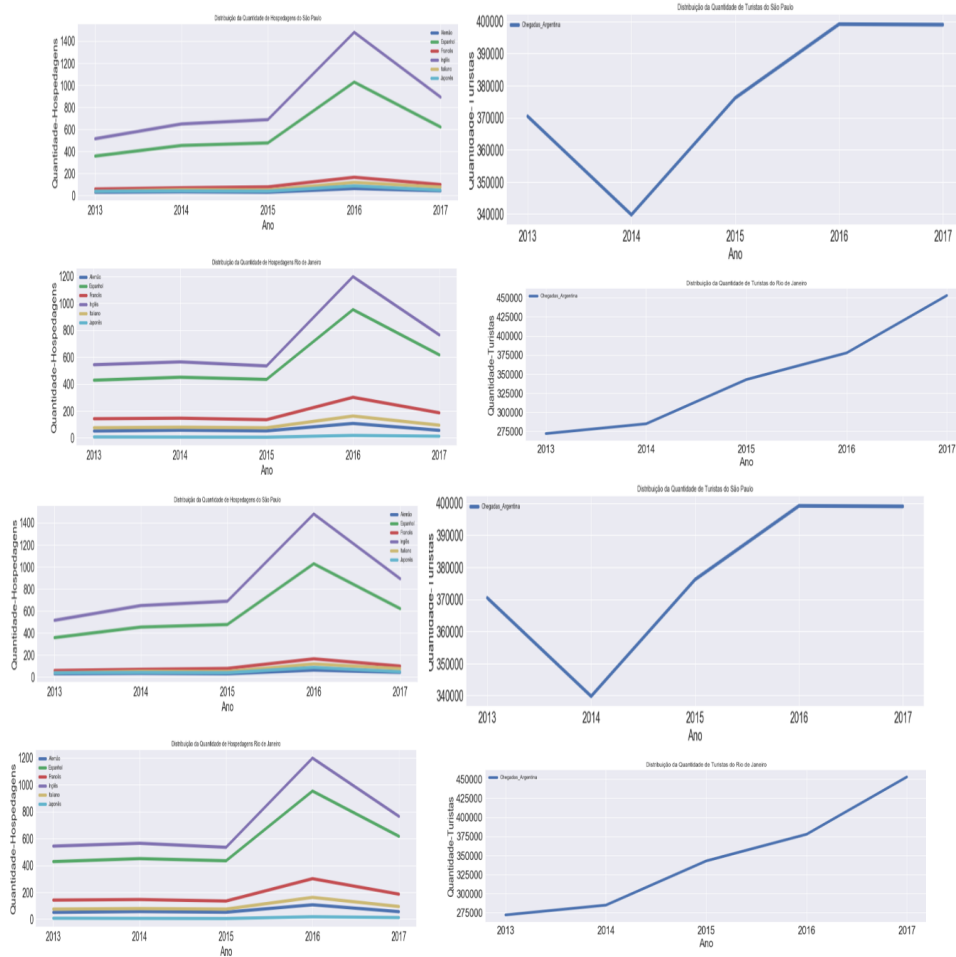 Distribuição da Quantidade de Hospedagens do São Paulo
Quantidade-Hospedagens
1400
1200
1000
800
600
400
200
0
Alemão
Espanhol
Francês
Inglês
Italiano
Japonês
2013 2014 2015 2016 2017
Ano
Distribuição da Quantidade de Turistas do São Paulo
Quantidade-Turistas
400000
390000
380000
370000
360000
350000
340000
Chegadas_Argentina
2013 2014 2015 2016 2017
Ano
Distribuição da Quantidade de Hospedagens Rio de Janeiro
Quantidade-Hospedagens
1200
1000
800
600
400
200
0
Alemão
Espanhol
Francês
Inglês
Italiano
Japonês
2013 2014 2015 2016 2017
Ano
Distribuição da Quantidade de Turistas do Rio de Janeiro
Quantidade-Turistas
450000
425000
400000
375000
350000
325000
300000
275000
Chegadas_Argentina
2013 2014 2015 2016 2017
Ano
Distribuição da Quantidade de Hospedagens do São Paulo
Quantidade-Hospedagens
1400
1200
1000
800
600
400
200
0
Alemão
Espanhol
Francês
Inglês
Italiano
Japonês
2013 2014 2015 2016 2017
Ano
Distribuição da Quantidade de Turistas do São Paulo
Quantidade-Turistas
400000
390000
380000
370000
360000
350000
340000
Chegadas_Argentina
2013 2014 2015 2016 2017
Ano
Distribuição da Quantidade de Hospedagens Rio de Janeiro
Quantidade-Hospedagens
1200
1000
800
600
400
200
0
Alemão
Espanhol
Francês
Inglês
Italiano
Japonês
2013 2014 2015 2016 2017
Ano
Distribuição da Quantidade de Turistas do Rio de Janeiro
Quantidade-Turistas
450000
425000
400000
375000
350000
325000
300000
275000
Chegadas_Argentina
2013 2014 2015 2016 2017
Ano